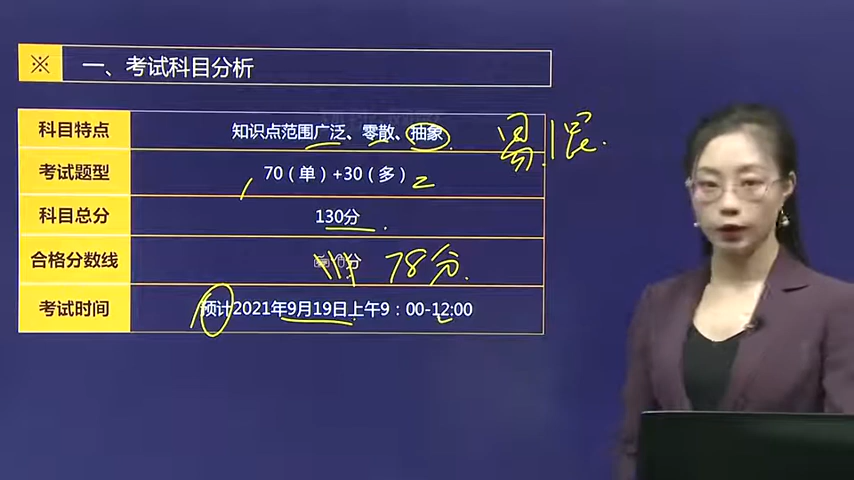 ※ 一、考试科目分析
科目特点 知识点范围广泛、零散、抽象
考试题型 70（单）+30（多）
1 2
科目总分 130分
合格分数线 分 78分.
考试时间 预计2021年9月19日上午9：00-12:00